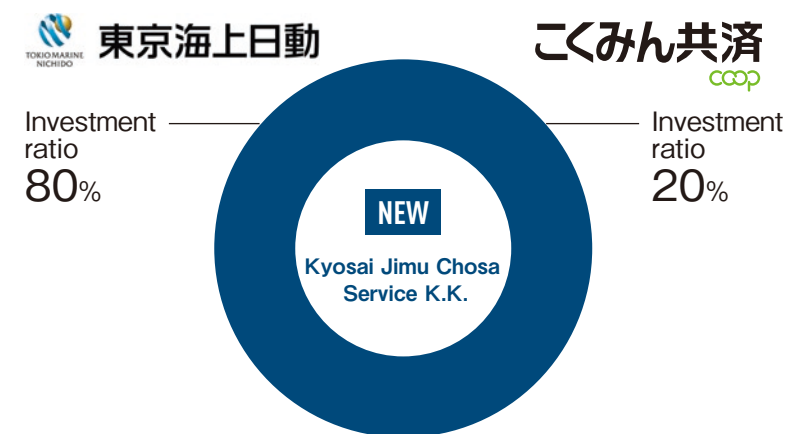 TOKIO MARINE
NICHIDO
東京海上日動
こくみん共済
coop
Investment
ratio
80%
Investment
ratio
20%
NEW
Kyosai Jimu Chosa
Service K.K.